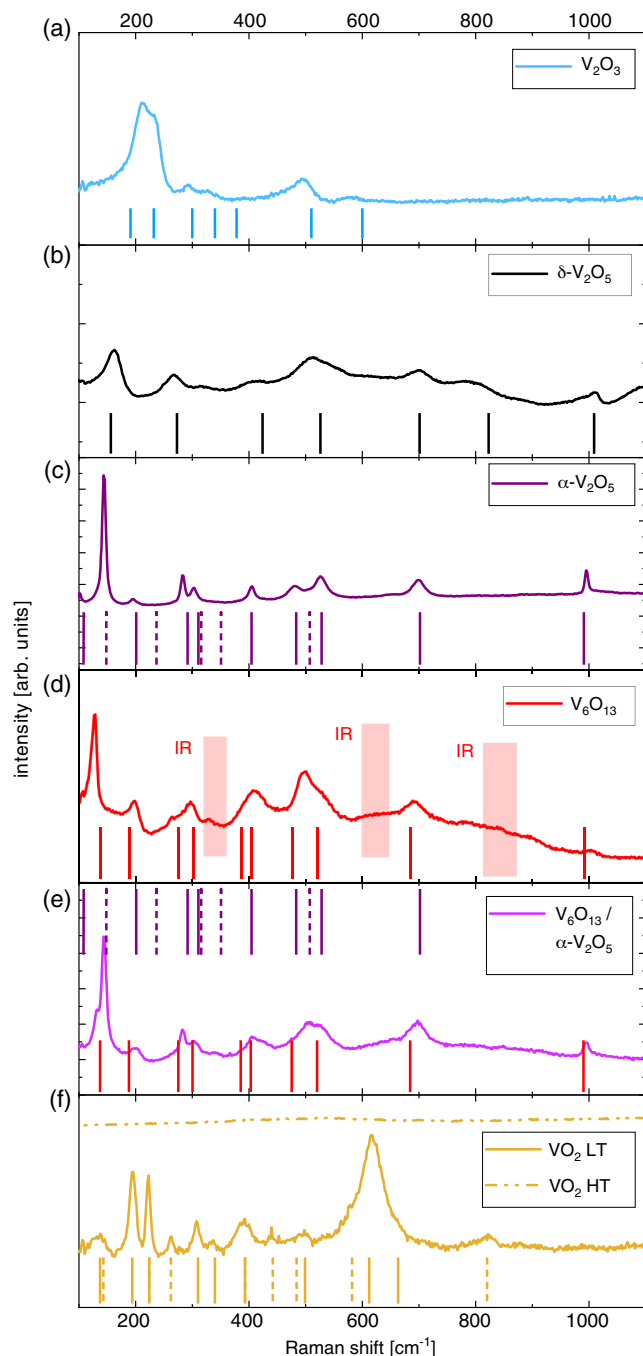 200 400 600 800 1000
(a)
V₂O₃
(b)
δ-V₂O₅
(c)
α-V₂O₅
(d)
V₆O₁₃
IR
IR
IR
intensity [arb. units]
(e)
V₆O₁₃ /
α-V₂O₅
(f)
VO₂ LT
VO₂ HT
200 400 600 800 1000
Raman shift [cm⁻¹]